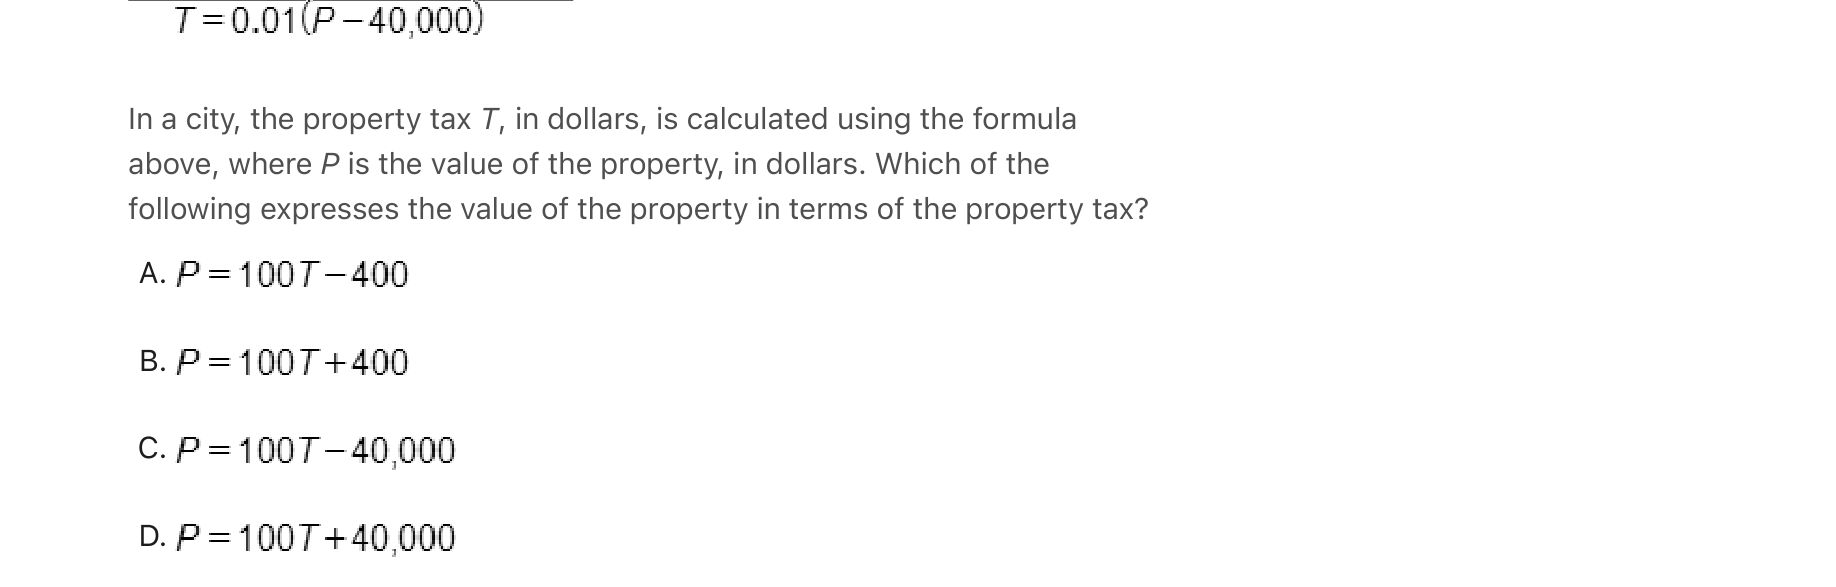 T=0.01(P−40,000)
In a city, the property tax T, in dollars, is calculated using the formula
above, where P is the value of the property, in dollars. Which of the
following expresses the value of the property in terms of the property tax?
A. P=100T−400
B. P=100T+400
C. P=100T−40,000
D. P=100T+40,000